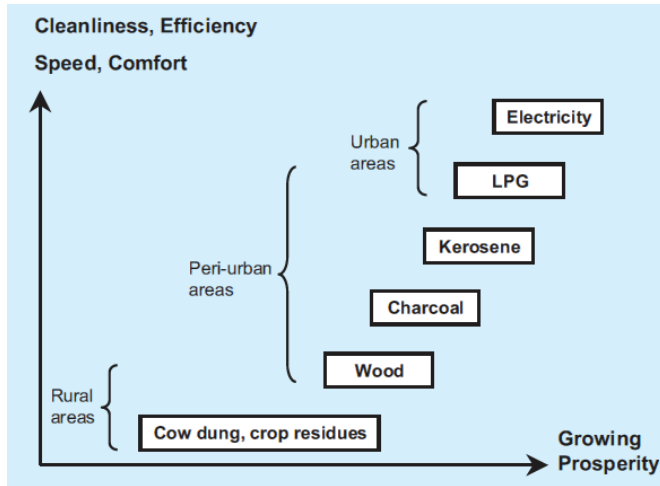 Cleanliness, Efficiency
Speed, Comfort
Electricity
Urban
areas
LPG
Kerosene
Peri-urban
areas
Charcoal
Wood
Rural
areas
Cow dung, crop residues
Growing
Prosperity